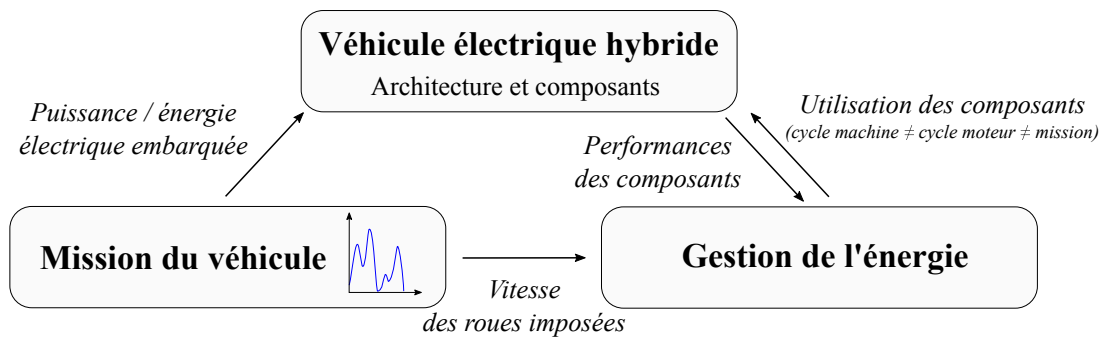 Véhicule électrique hybride
Architecture et composants
Puissance / énergie
électrique embarquée
Utilisation des composants
(cycle machine ≠ cycle moteur ≠ mission)
Performances
des composants
Mission du véhicule
Gestion de l'énergie
Vitesse
des roues imposées